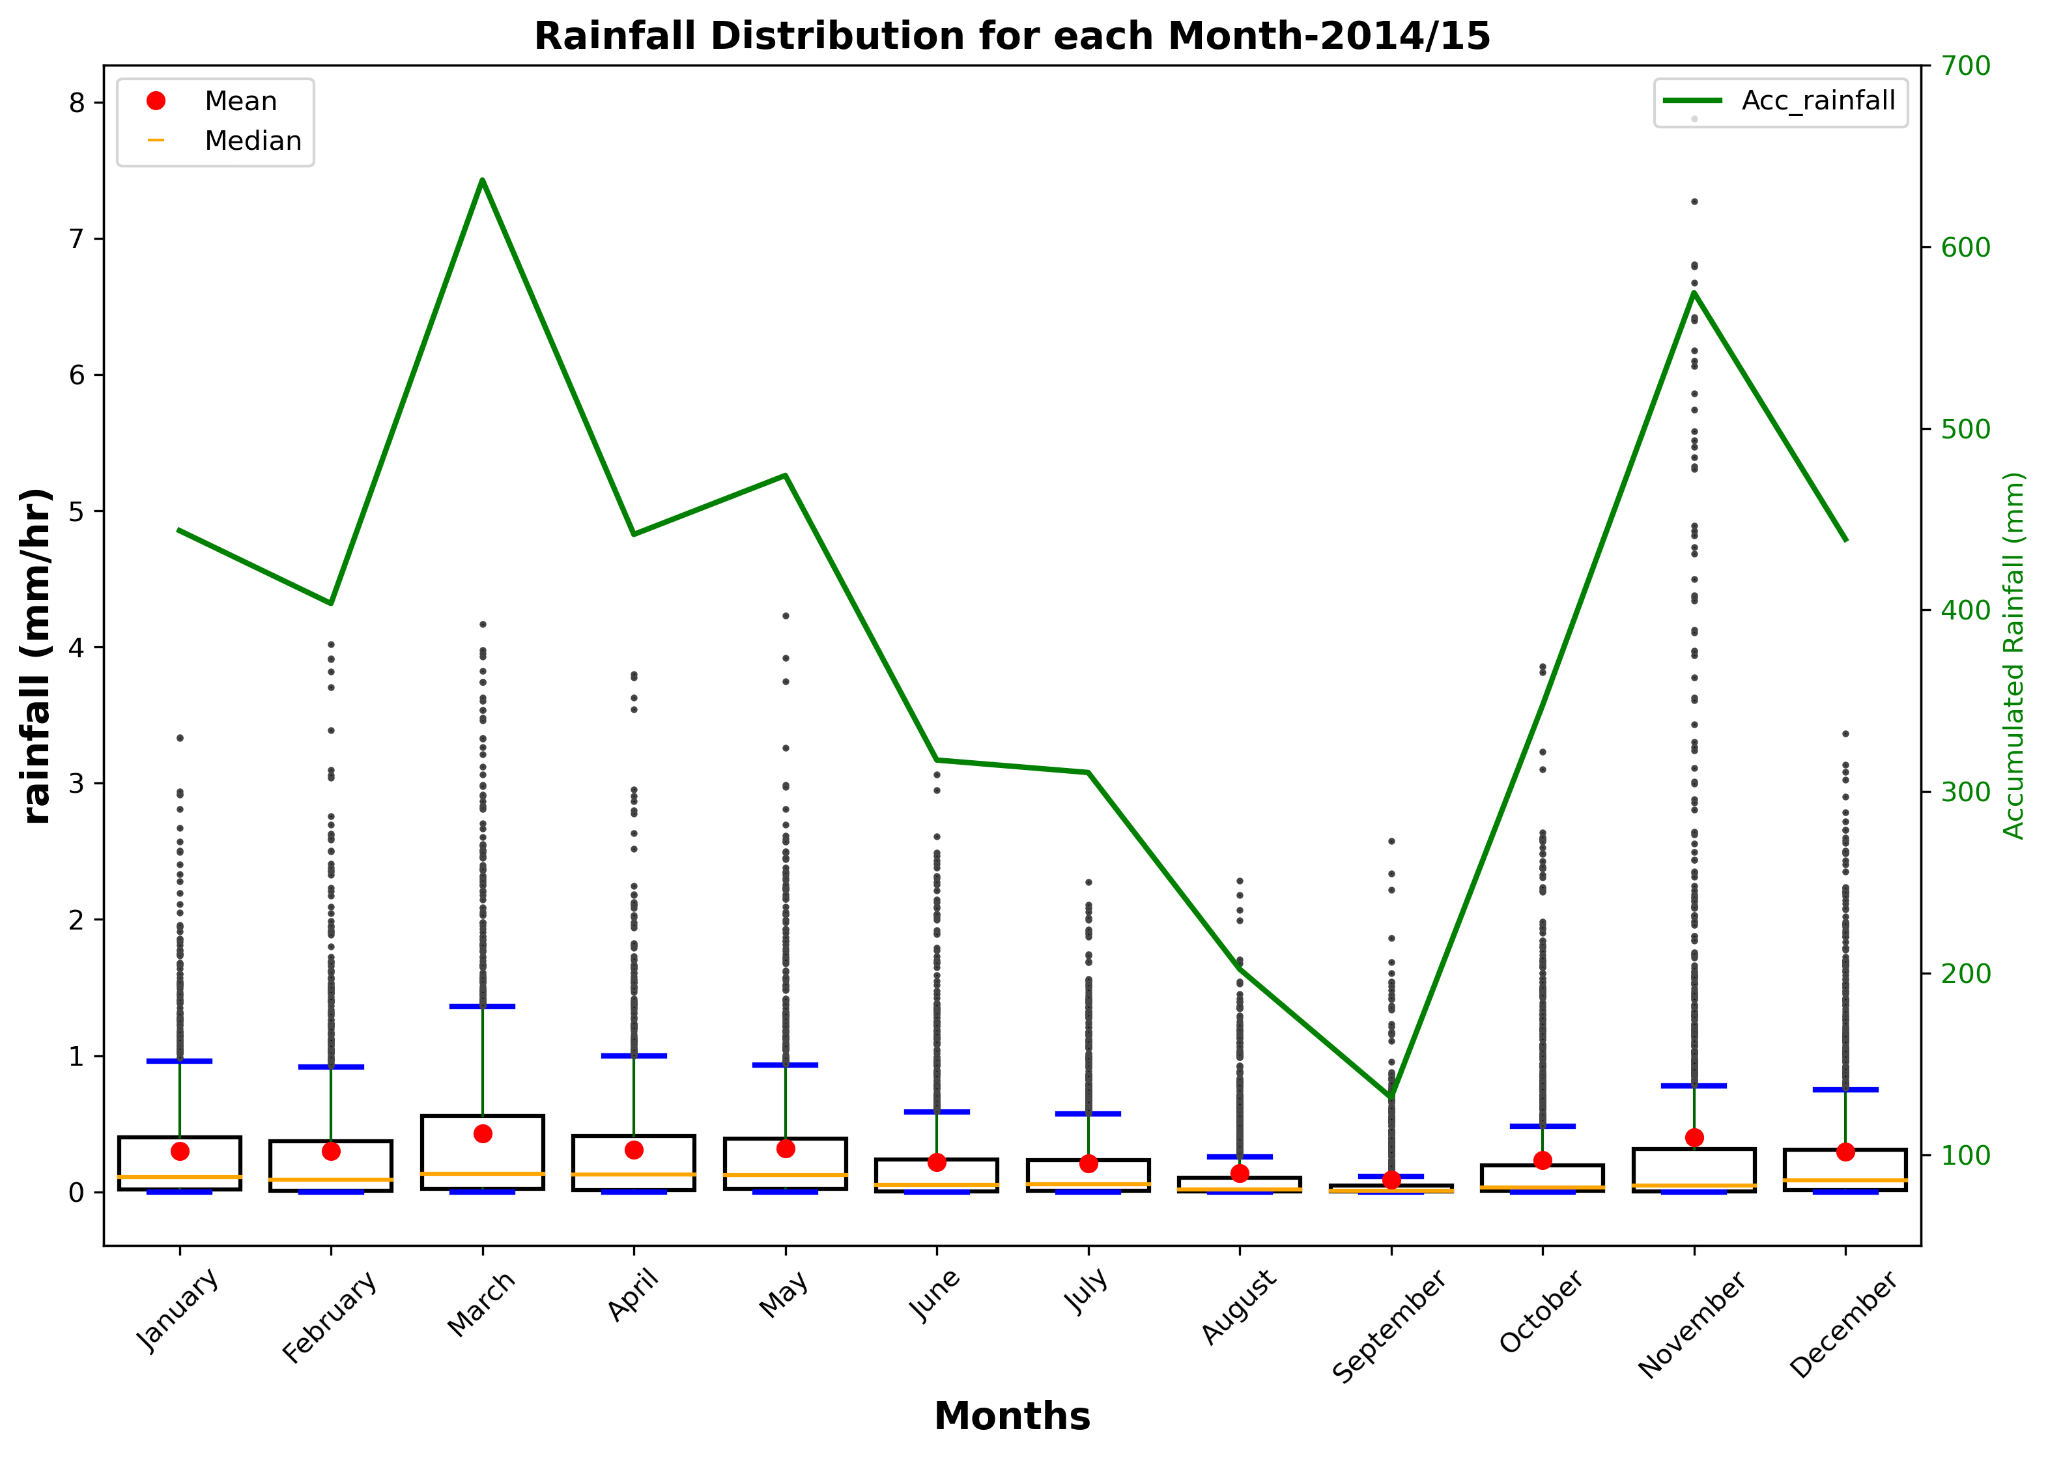 Rainfall Distribution for each Month-2014/15
Mean
Median
Acc_rainfall
rainfall (mm/hr)
8
7
6
5
4
3
2
1
0
700
600
500
400
300
200
100
Accumulated Rainfall (mm)
January
February
March
April
May
June
July
August
September
October
November
December
Months